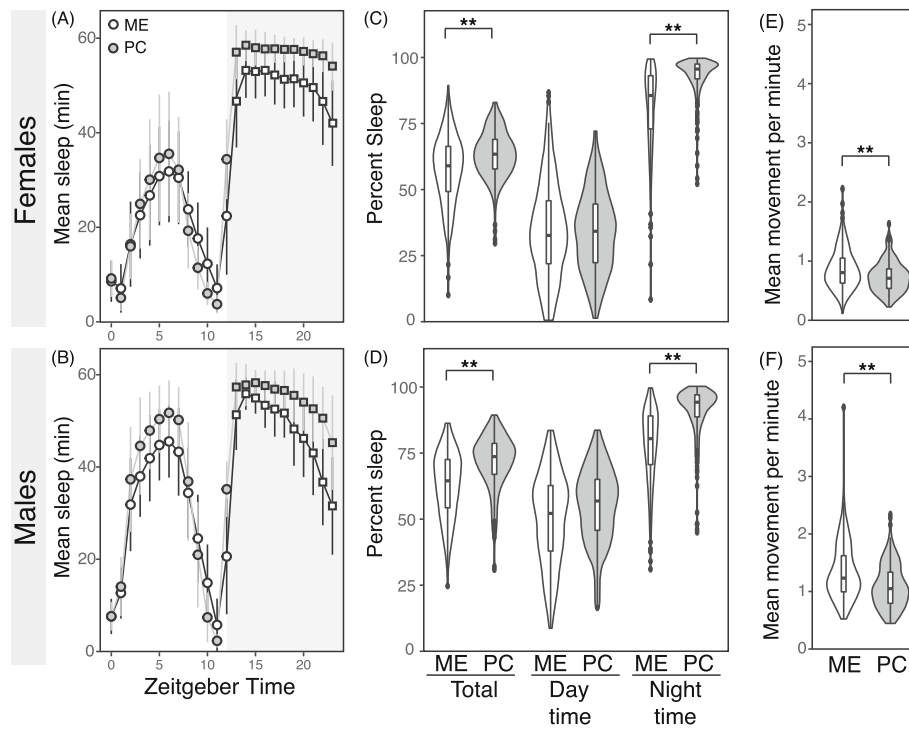 (A)
ME
PC
Females
Mean sleep (min)
60
40
20
0
0 5 10 15 20
(C)
**
**
Percent Sleep
100
75
50
25
0
(E)
**
Mean movement per minute
5
4
3
2
1
0
(B)
Males
Mean sleep (min)
60
40
20
0
0 5 10 15 20
Zeitgeber Time
(D)
**
**
Percent sleep
100
75
50
25
0
ME PC ME PC ME PC
Total Day Night
time time
(F)
**
Mean movement per minute
5
4
3
2
1
0
ME PC